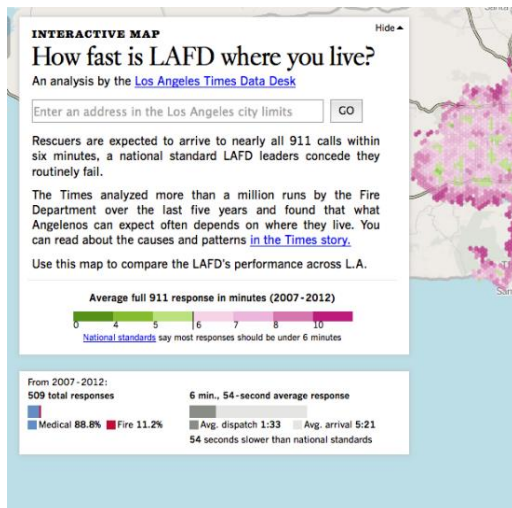 INTERACTIVE MAP
Hide
How fast is LAFD where you live?
An analysis by the Los Angeles Times Data Desk
Enter an address in the Los Angeles city limits
GO
Rescuers are expected to arrive to nearly all 911 calls within
six minutes, a national standard LAFD leaders concede they
routinely fail.
The Times analyzed more than a million runs by the Fire
Department over the last five years and found that what
Angelenos can expect often depends on where they live. You
can read about the causes and patterns in the Times story.
Use this map to compare the LAFD's performance across L.A.
Average full 911 response in minutes (2007-2012)
0 4 5 6 7 8 10
National standards say most responses should be under 6 minutes
From 2007-2012:
509 total responses
Medical 88.8% Fire 11.2%
6 min., 54-second average response
Avg. dispatch 1:33 Avg. arrival 5:21
54 seconds slower than national standards